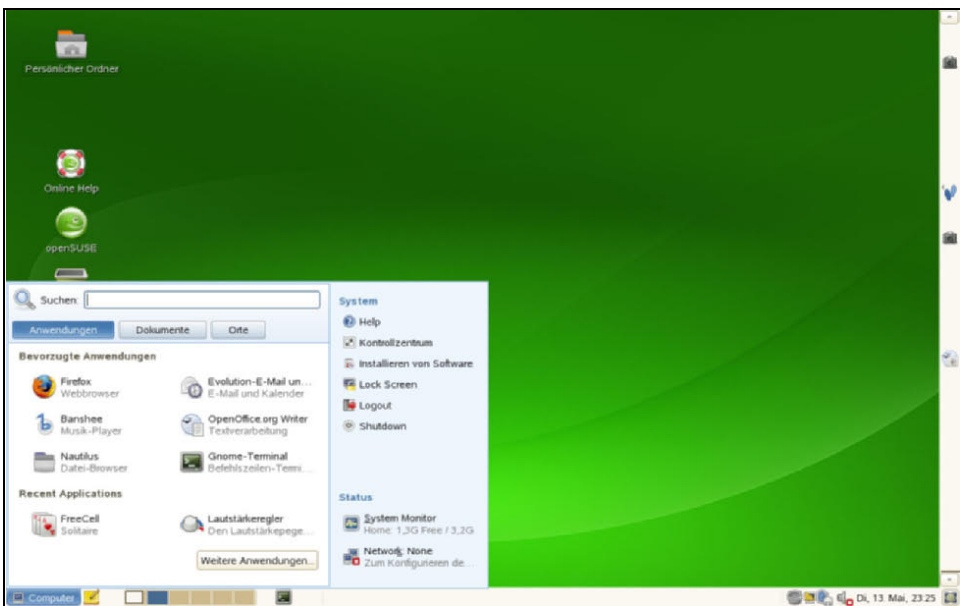 Persönlicher Ordner
Online Help
openSUSE
Suchen:
Anwendungen
Dokumente
Orte
Bevorzugte Anwendungen
Firefox
Webbrowser
Evolution-E-Mail un...
E-Mail und Kalender
Banshee
Musik-Player
OpenOffice.org Writer
Textverarbeitung
Nautilus
Datei-Browser
Gnome-Terminal
Befehlszeilen-Termi...
Recent Applications
FreeCell
Solitaire
Lautstärkeregler
Den Lautstärkepege...
Weitere Anwendungen...
System
Help
Kontrollzentrum
Installieren von Software
Lock Screen
Logout
Shutdown
Status
System Monitor
Home: 1,3G Free / 3,2G
Network: None
Zum Konfigurieren de...
Computer
Di, 13. Mai, 23:25